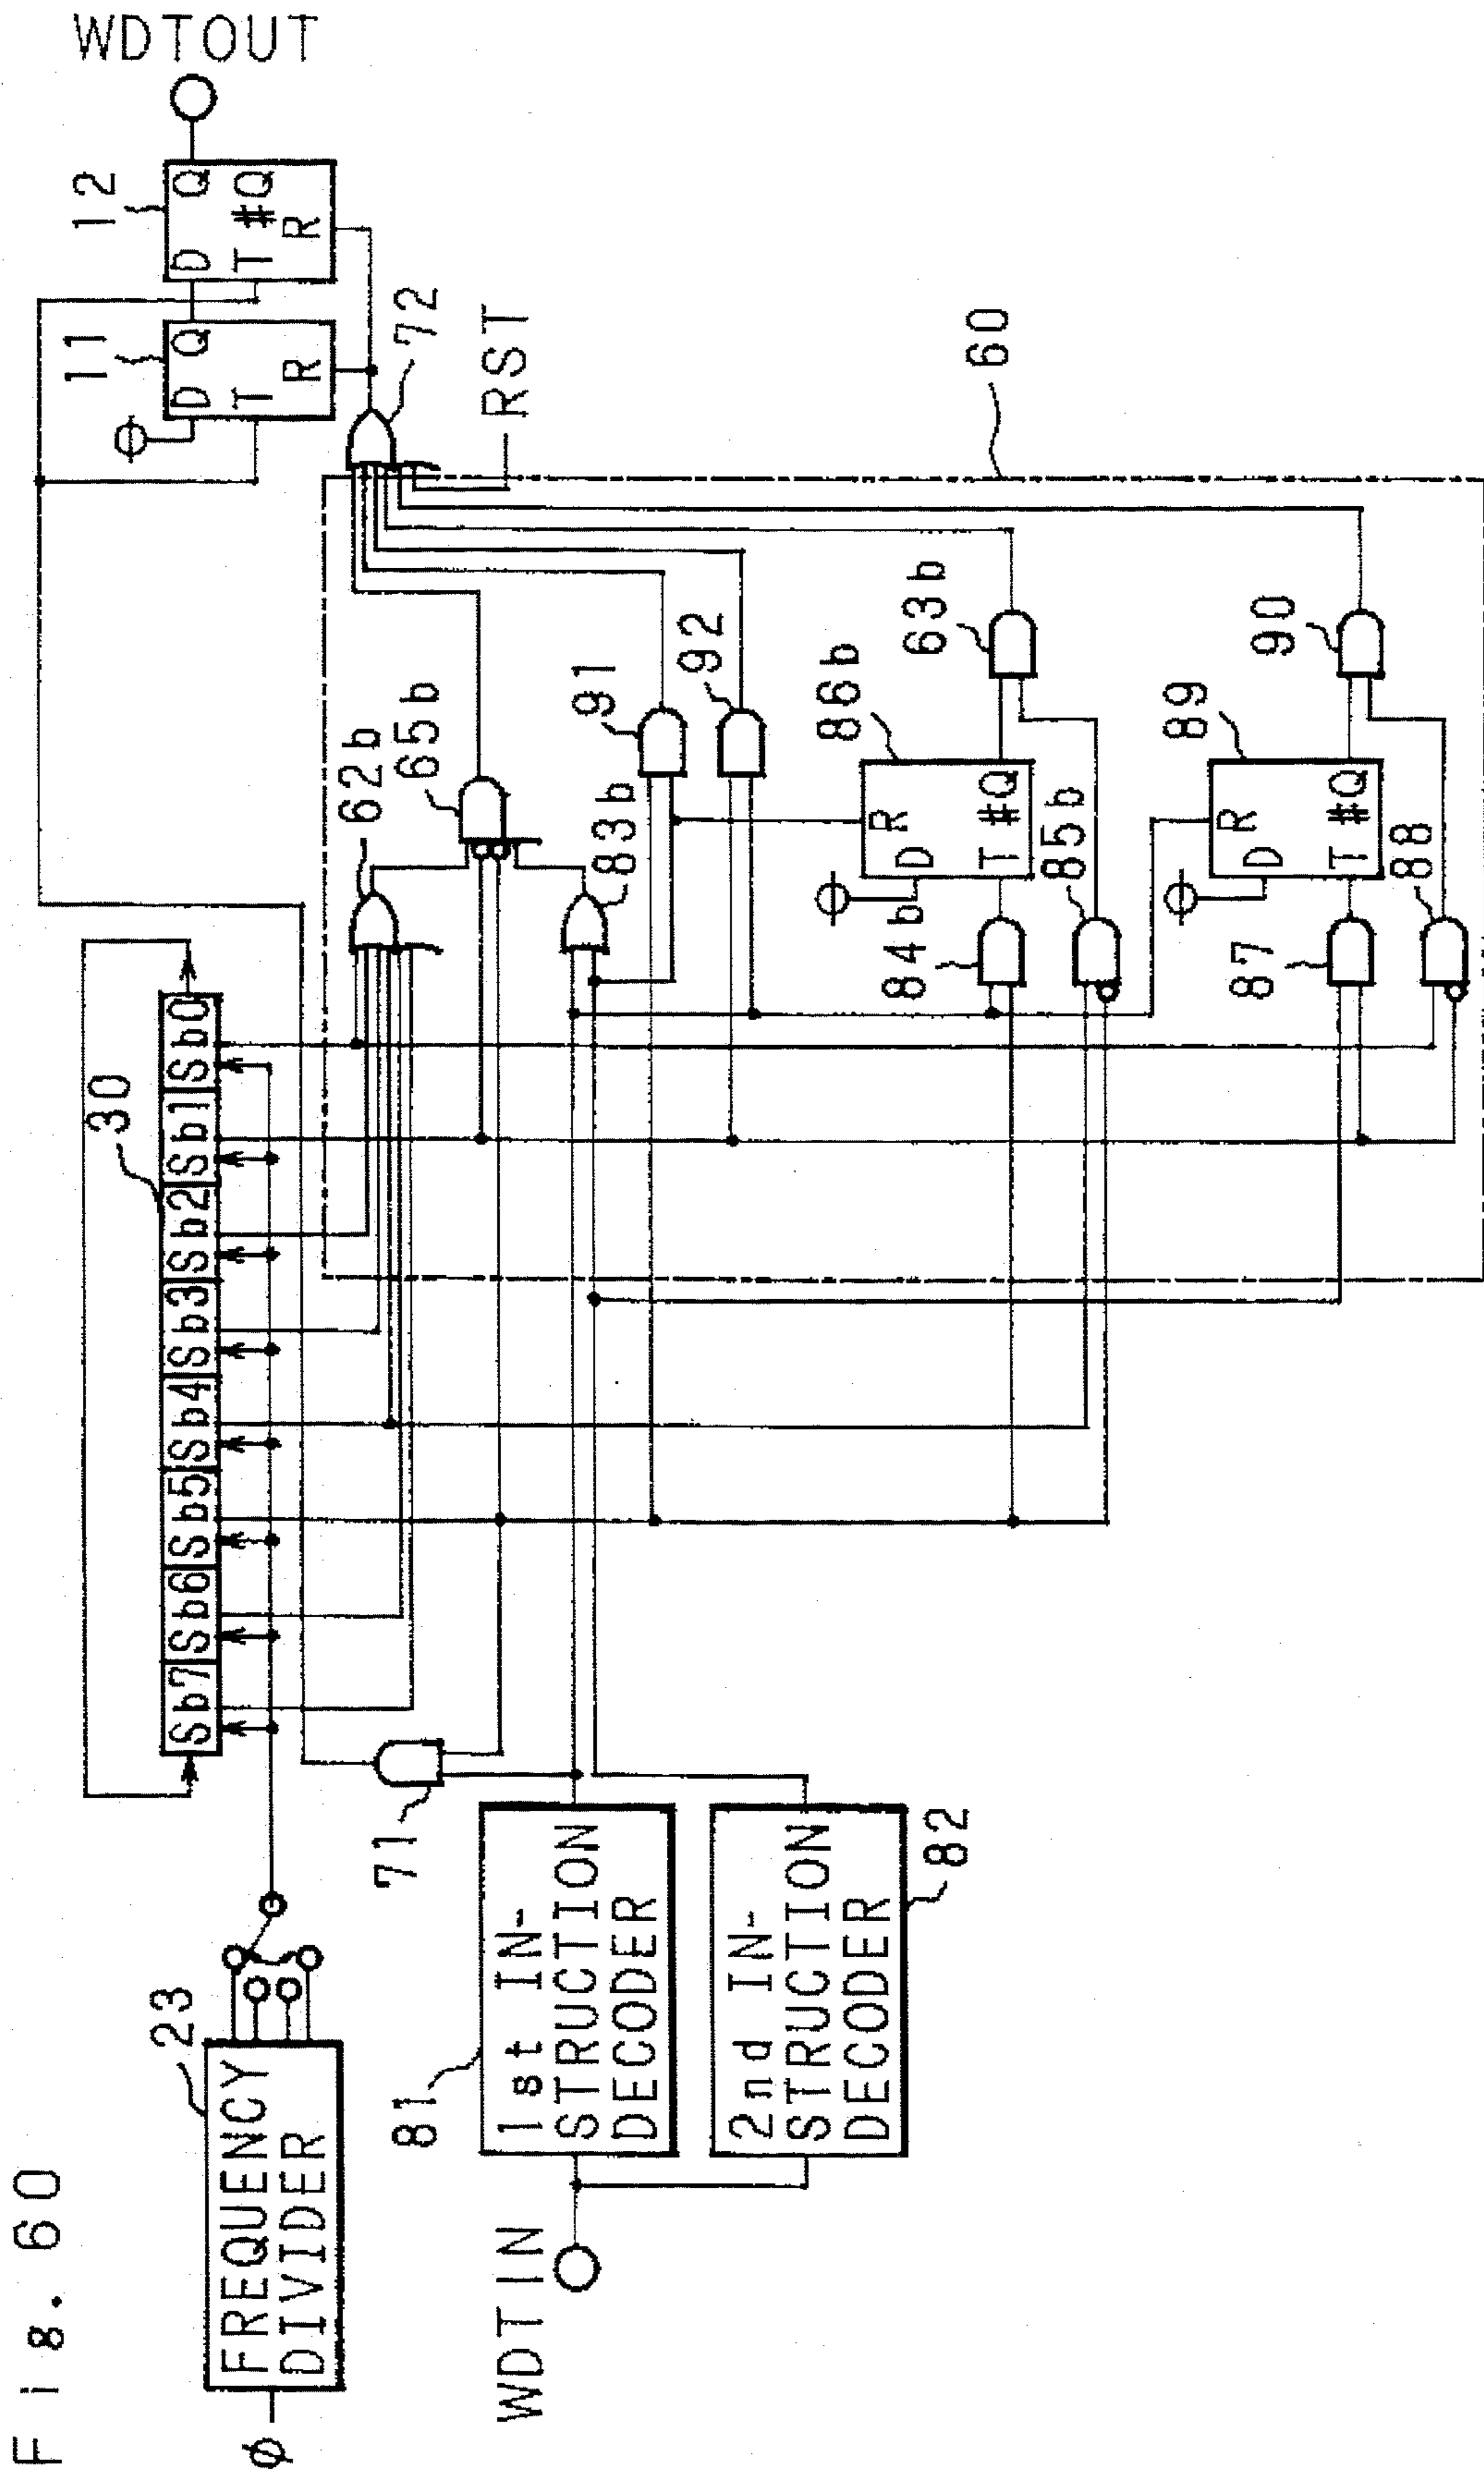 Fig. 60
φ
FREQUENCY
DIVIDER
23
30
Sb7
Sb6
Sb5
Sb4
Sb3
Sb2
Sb1
Sb0
11
D
Q
T
R
12
D
Q
T
#Q
R
WDTOUT
71
62b
65b
72
RST
WDTIN
81
1st IN-
STRUCTION
DECODER
2nd IN-
STRUCTION
DECODER
82
83b
91
92
60
84b
86b
R
D
T
#Q
63b
85b
87
89
R
D
T
#Q
90
88